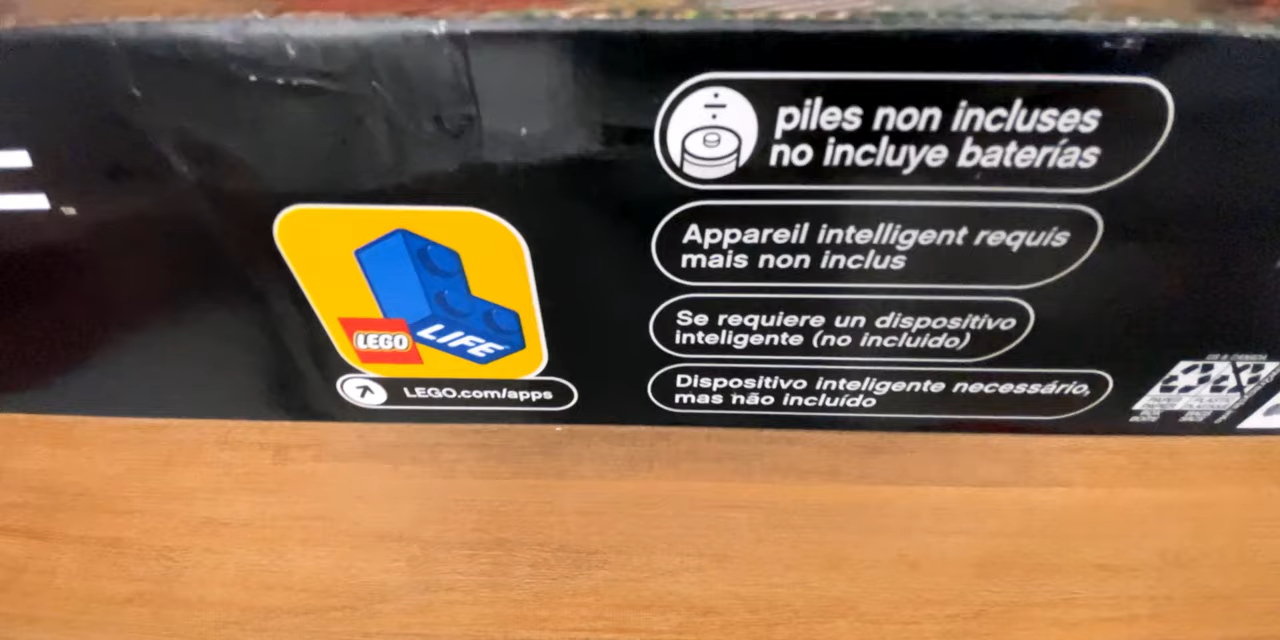 piles non incluses
no incluye baterías
Appareil intelligent requis
mais non inclus
Se requiere un dispositivo
inteligente (no incluido)
Dispositivo inteligente necessário,
mas não incluído
LEGO
LIFE
LEGO.com/apps